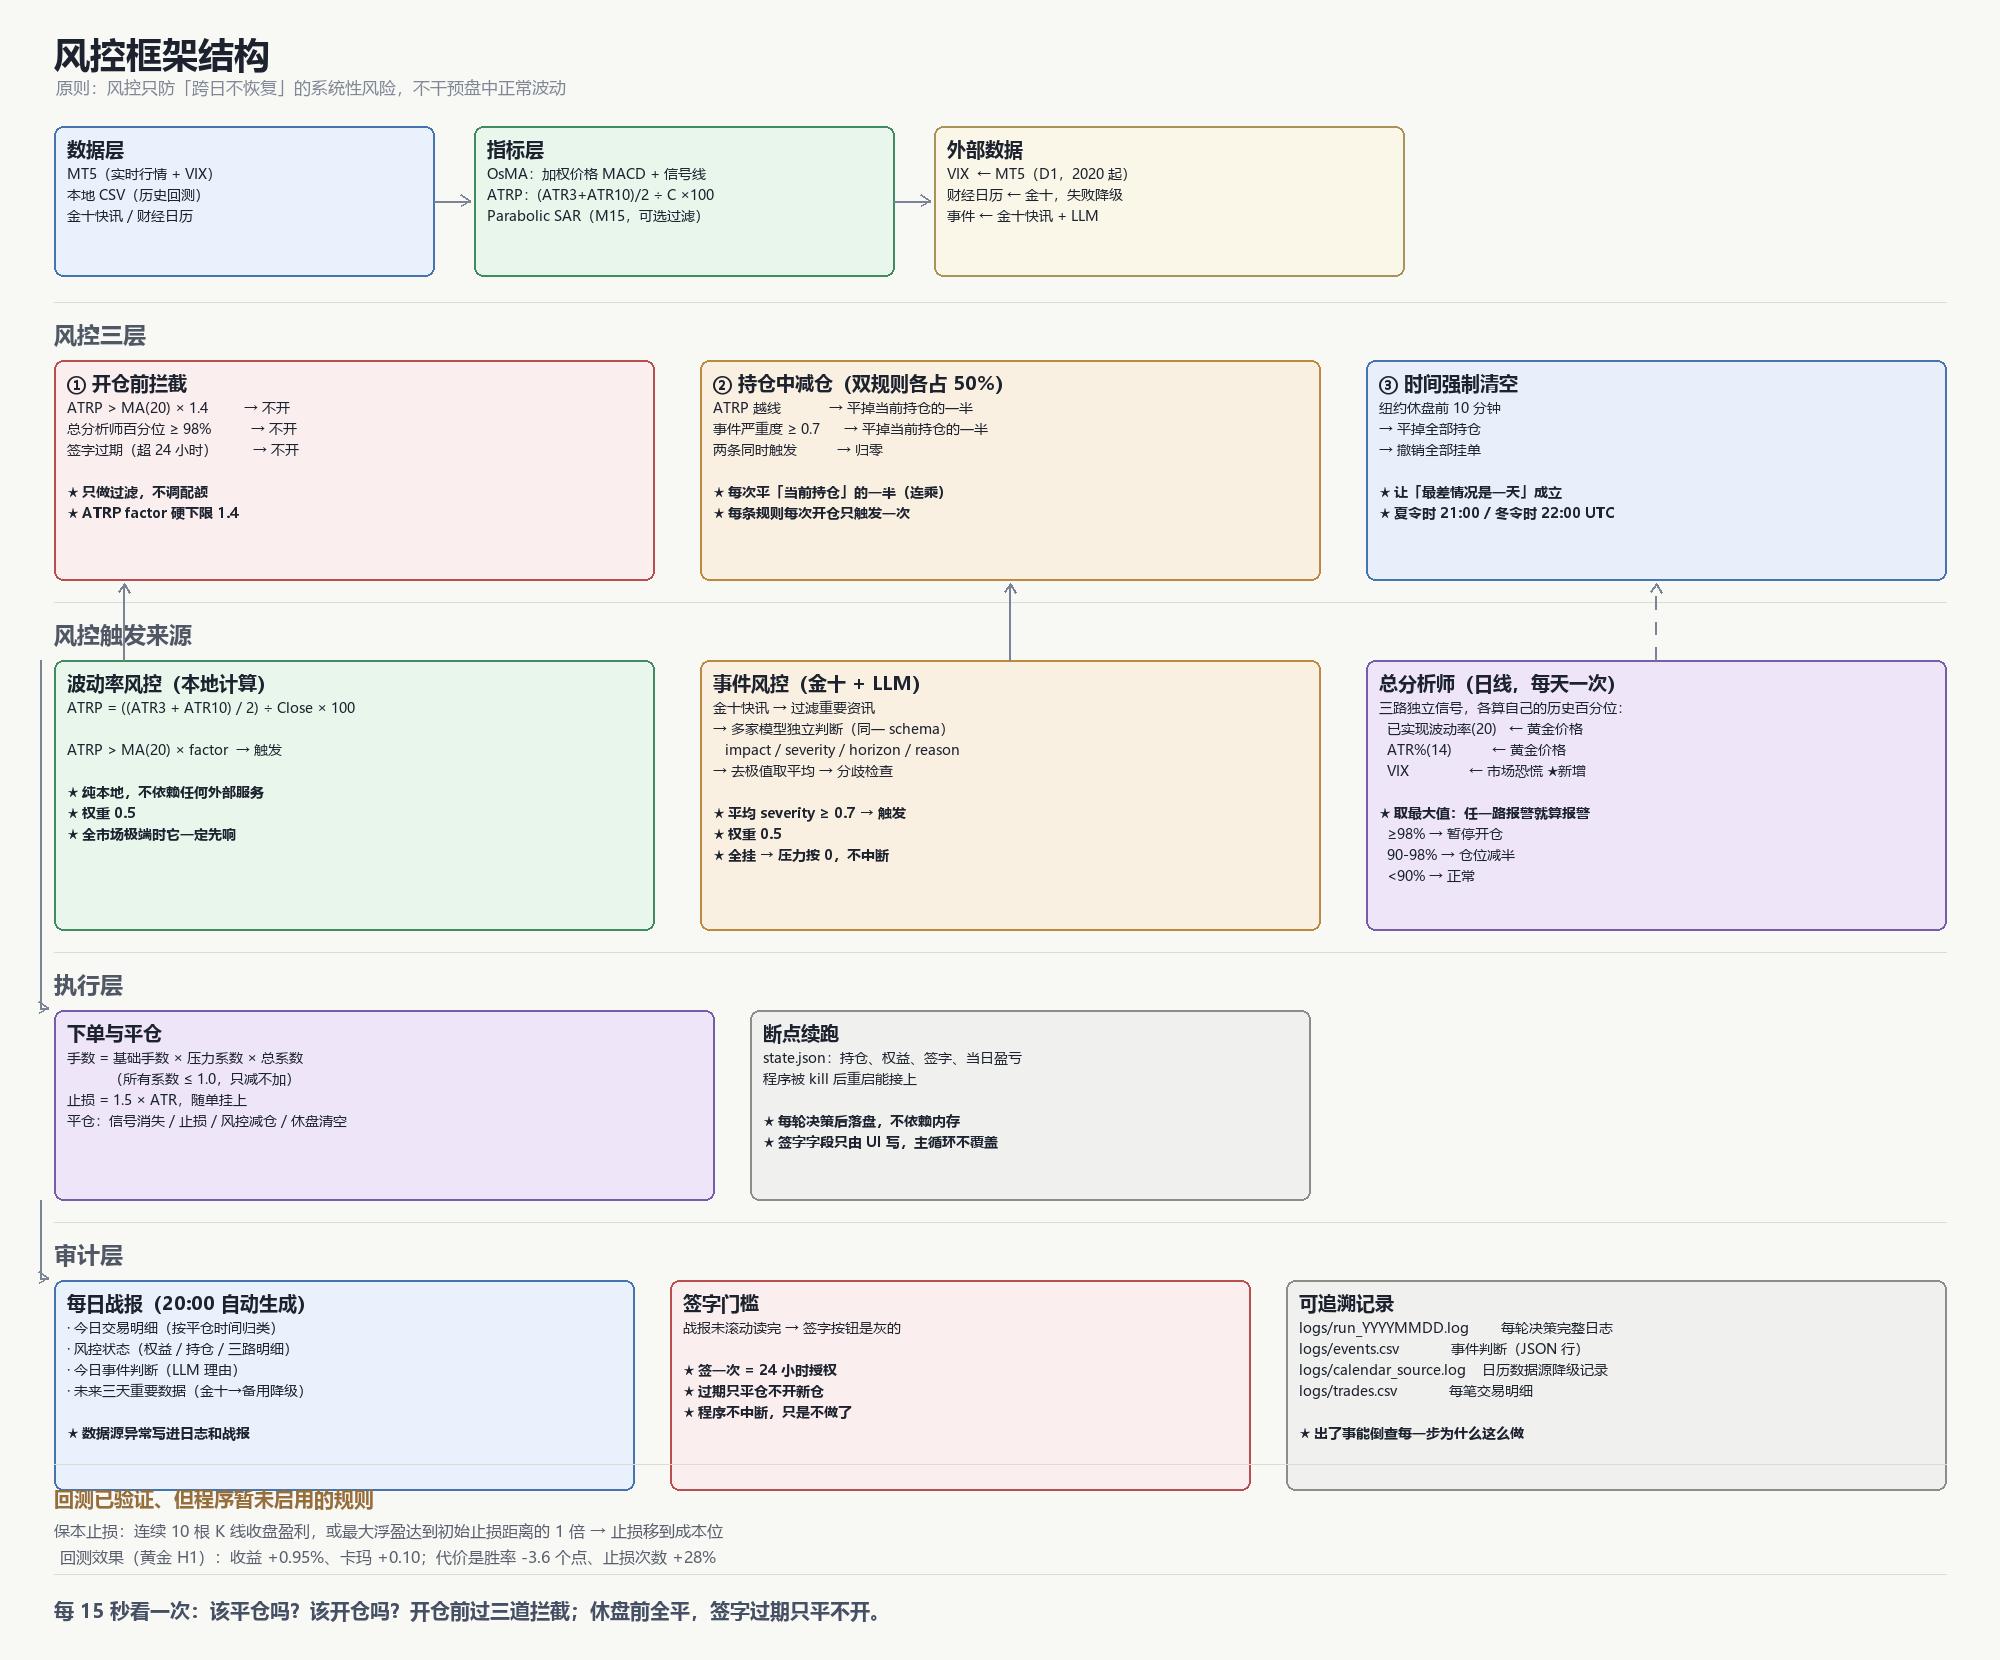 风控框架结构
原则：风控只防「跨日不恢复」的系统性风险，不干预盘中正常波动
数据层
MT5（实时行情 + VIX）
本地 CSV（历史回测）
金十快讯 / 财经日历
指标层
OsMA：加权价格 MACD + 信号线
ATRP：(ATR3+ATR10)/2 ÷ C ×100
Parabolic SAR（M15，可选过滤）
外部数据
VIX ← MT5（D1，2020 起）
财经日历 ← 金十，失败降级
事件 ← 金十快讯 + LLM
风控三层
① 开仓前拦截
ATRP > MA(20) × 1.4 → 不开
总分析师百分位 ≥ 98% → 不开
签字过期（超 24 小时） → 不开
★ 只做过滤，不调配额
★ ATRP factor 硬下限 1.4
② 持仓中减仓（双规则各占 50%）
ATRP 越线 → 平掉当前持仓的一半
事件严重度 ≥ 0.7 → 平掉当前持仓的一半
两条同时触发 → 归零
★ 每次平「当前持仓」的一半（连乘）
★ 每条规则每次开仓只触发一次
③ 时间强制清空
纽约休盘前 10 分钟
→ 平掉全部持仓
→ 撤销全部挂单
★ 让「最差情况是一天」成立
★ 夏令时 21:00 / 冬令时 22:00 UTC
风控触发来源
波动率风控（本地计算）
ATRP = ((ATR3 + ATR10) / 2) ÷ Close × 100
ATRP > MA(20) × factor → 触发
★ 纯本地，不依赖任何外部服务
★ 权重 0.5
★ 全市场极端时它一定先响
事件风控（金十 + LLM）
金十快讯 → 过滤重要资讯
→ 多家模型独立判断（同一 schema）
impact / severity / horizon / reason
→ 去极值取平均 → 分歧检查
★ 平均 severity ≥ 0.7 → 触发
★ 权重 0.5
★ 全挂 → 压力按 0，不中断
总分析师（日线，每天一次）
三路独立信号，各算自己的历史百分位：
已实现波动率(20) ← 黄金价格
ATR%(14) ← 黄金价格
VIX ← 市场恐慌 ★新增
★ 取最大值：任一路报警就算报警
≥98% → 暂停开仓
90-98% → 仓位减半
<90% → 正常
执行层
下单与平仓
手数 = 基础手数 × 压力系数 × 总系数
（所有系数 ≤ 1.0，只减不加）
止损 = 1.5 × ATR，随单挂上
平仓：信号消失 / 止损 / 风控减仓 / 休盘清空
断点续跑
state.json：持仓、权益、签字、当日盈亏
程序被 kill 后重启能接上
★ 每轮决策后落盘，不依赖内存
★ 签字字段只由 UI 写，主循环不覆盖
审计层
每日战报（20:00 自动生成）
· 今日交易明细（按平仓时间归类）
· 风控状态（权益 / 持仓 / 三路明细）
· 今日事件判断（LLM 理由）
· 未来三天重要数据（金十→备用降级）
★ 数据源异常写进日志和战报
签字门槛
战报未滚动读完 → 签字按钮是灰的
★ 签一次 = 24 小时授权
★ 过期只平仓不开新仓
★ 程序不中断，只是不做了
可追溯记录
logs/run_YYYYMMDD.log 每轮决策完整日志
logs/events.csv 事件判断（JSON 行）
logs/calendar_source.log 日历数据源降级记录
logs/trades.csv 每笔交易明细
★ 出了事能倒查每一步为什么这么做
回测已验证、但程序暂未启用的规则
保本止损：连续 10 根 K 线收盘盈利，或最大浮盈达到初始止损距离的 1 倍 → 止损移到成本位
回测效果（黄金 H1）：收益 +0.95%、卡玛 +0.10；代价是胜率 -3.6 个点、止损次数 +28%
每 15 秒看一次：该平仓吗？该开仓吗？开仓前过三道拦截；休盘前全平，签字过期只平不开。